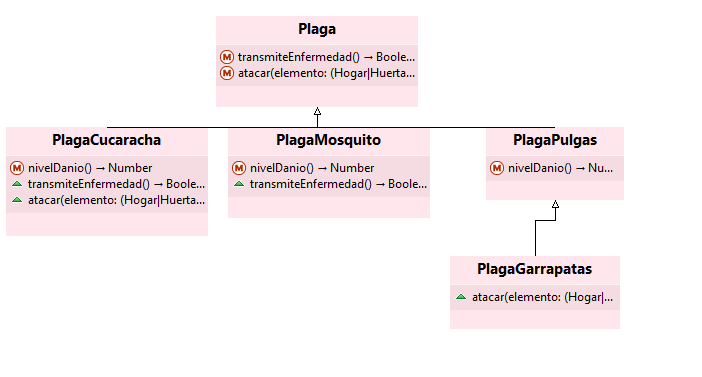 Plaga
M transmiteEnfermedad() → Boole...
M atacar(elemento: (Hogar|Huerta...
PlagaCucaracha
M nivelDanio() → Number
transmiteEnfermedad() → Boole...
atacar(elemento: (Hogar|Huerta...
PlagaMosquito
M nivelDanio() → Number
transmiteEnfermedad() → Boole...
PlagaPulgas
M nivelDanio() → Nu...
PlagaGarrapatas
atacar(elemento: (Hogar|...